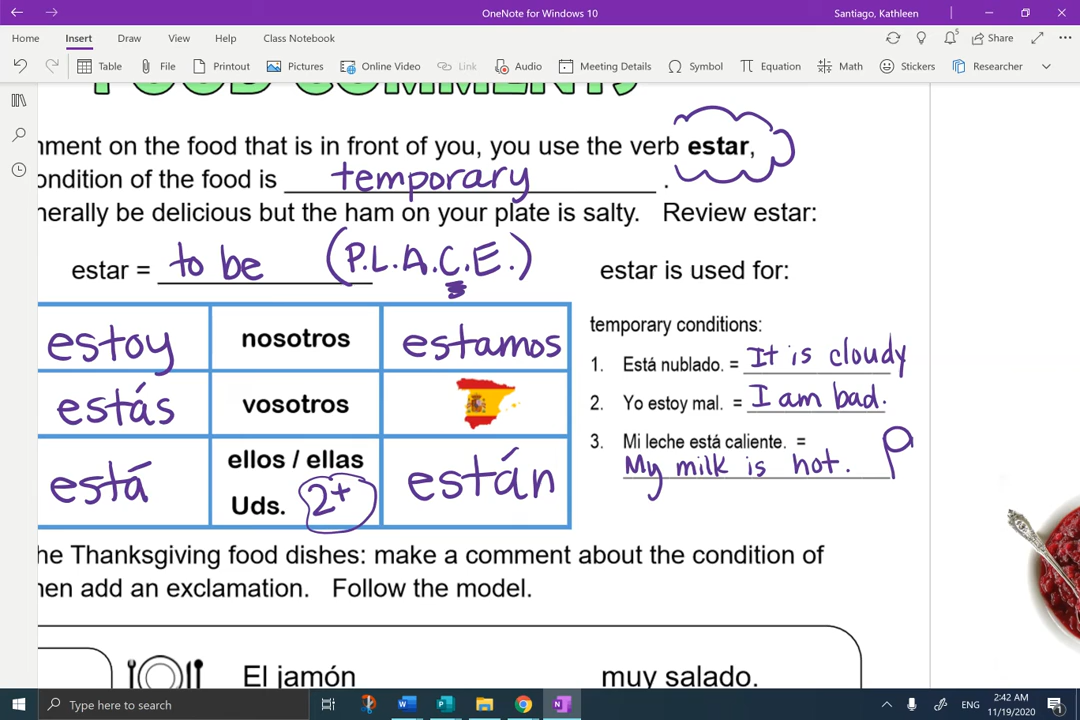 OneNote for Windows 10
Santiago, Kathleen
Home Insert Draw View Help Class Notebook
5
Share
Table File Printout Pictures Online Video Link Audio Meeting Details Symbol Equation Math Stickers Researcher
FOOD COMMENTS
mment on the food that is in front of you, you use the verb estar,
ondition of the food is temporary .
nerally be delicious but the ham on your plate is salty. Review estar:
estar = to be (P.L.A.C.E.)
estar is used for:
estoy nosotros estamos
estás vosotros
está ellos / ellas Uds. 2+ están
temporary conditions:
1. Está nublado. = It is cloudy
2. Yo estoy mal. = I am bad.
3. Mi leche está caliente. =
My milk is hot.
he Thanksgiving food dishes: make a comment about the condition of
hen add an exclamation. Follow the model.
El jamón muy salado.
Type here to search
ENG
2:42 AM
11/19/2020
1